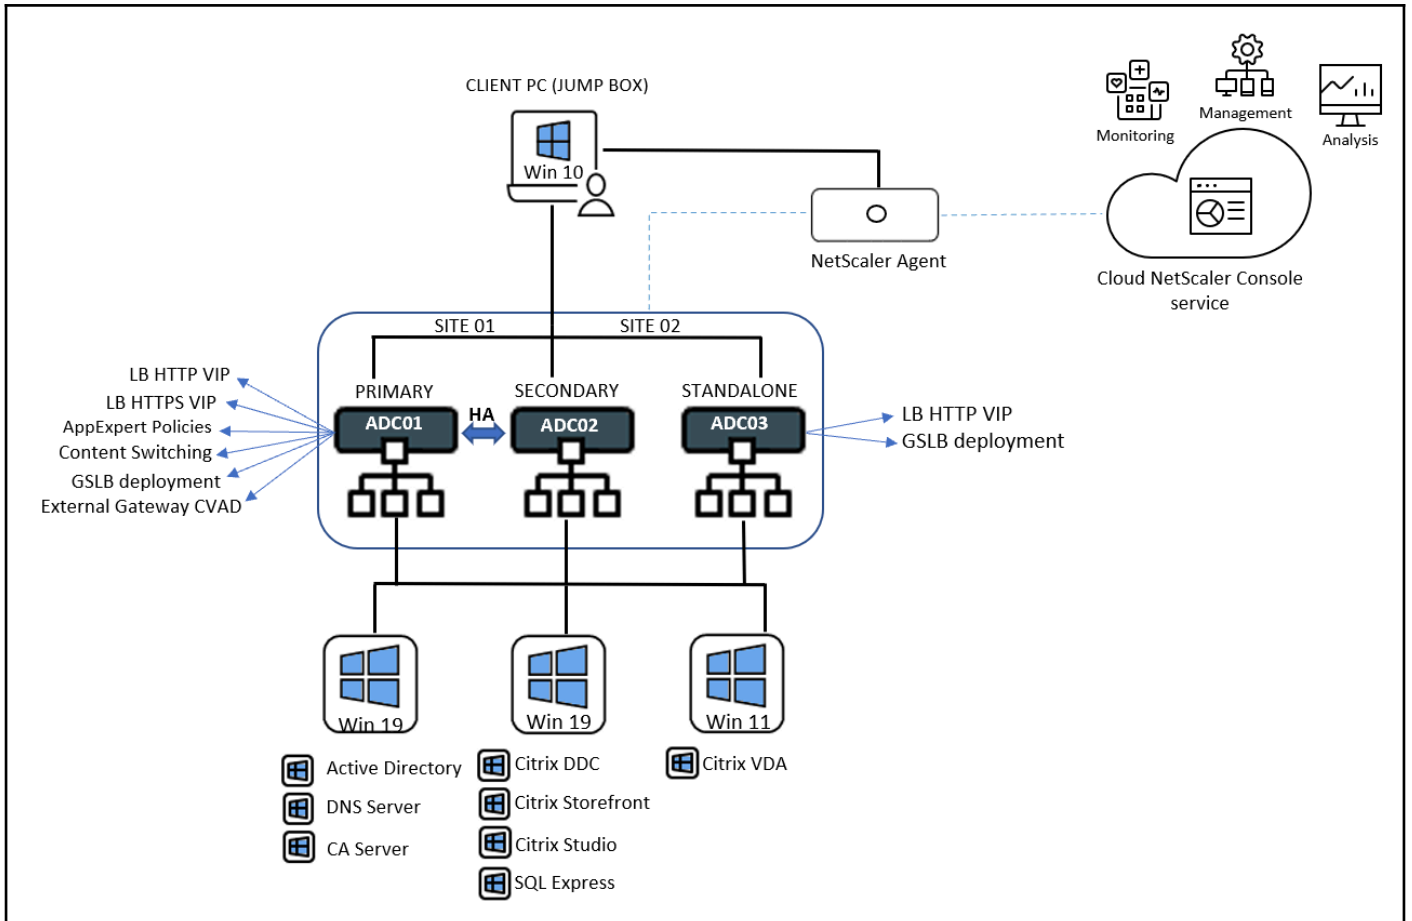 CLIENT PC (JUMP BOX)
Win 10
Monitoring
Management
Analysis
NetScaler Agent
Cloud NetScaler Console
service
SITE 01
SITE 02
LB HTTP VIP
LB HTTPS VIP
AppExpert Policies
Content Switching
GSLB deployment
External Gateway CVAD
PRIMARY
ADC01
HA
SECONDARY
ADC02
STANDALONE
ADC03
LB HTTP VIP
GSLB deployment
Win 19
Active Directory
DNS Server
CA Server
Win 19
Citrix DDC
Citrix Storefront
Citrix Studio
SQL Express
Win 11
Citrix VDA